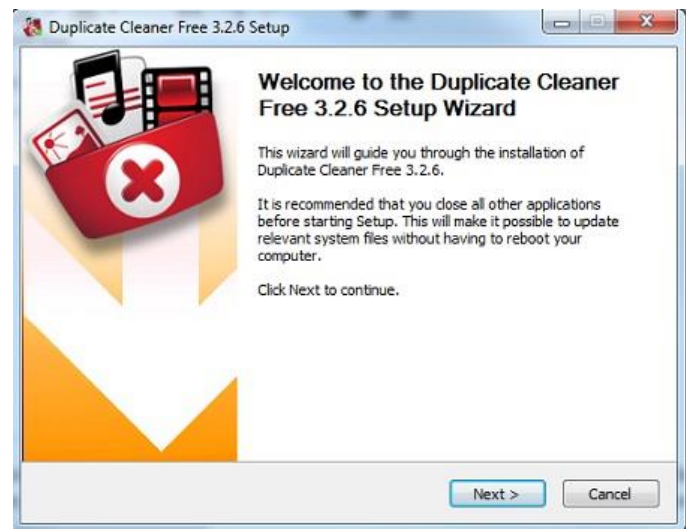 Duplicate Cleaner Free 3.2.6 Setup
Welcome to the Duplicate Cleaner
Free 3.2.6 Setup Wizard
This wizard will guide you through the installation of
Duplicate Cleaner Free 3.2.6.
It is recommended that you close all other applications
before starting Setup. This will make it possible to update
relevant system files without having to reboot your
computer.
Click Next to continue.
Next >
Cancel